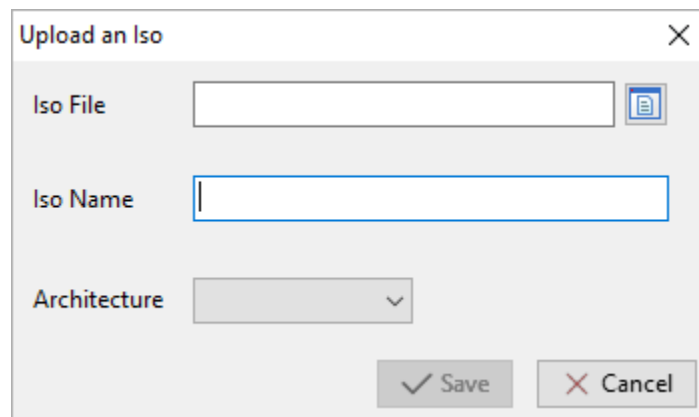 Upload an Iso
Iso File
Iso Name
Architecture
Save
Cancel